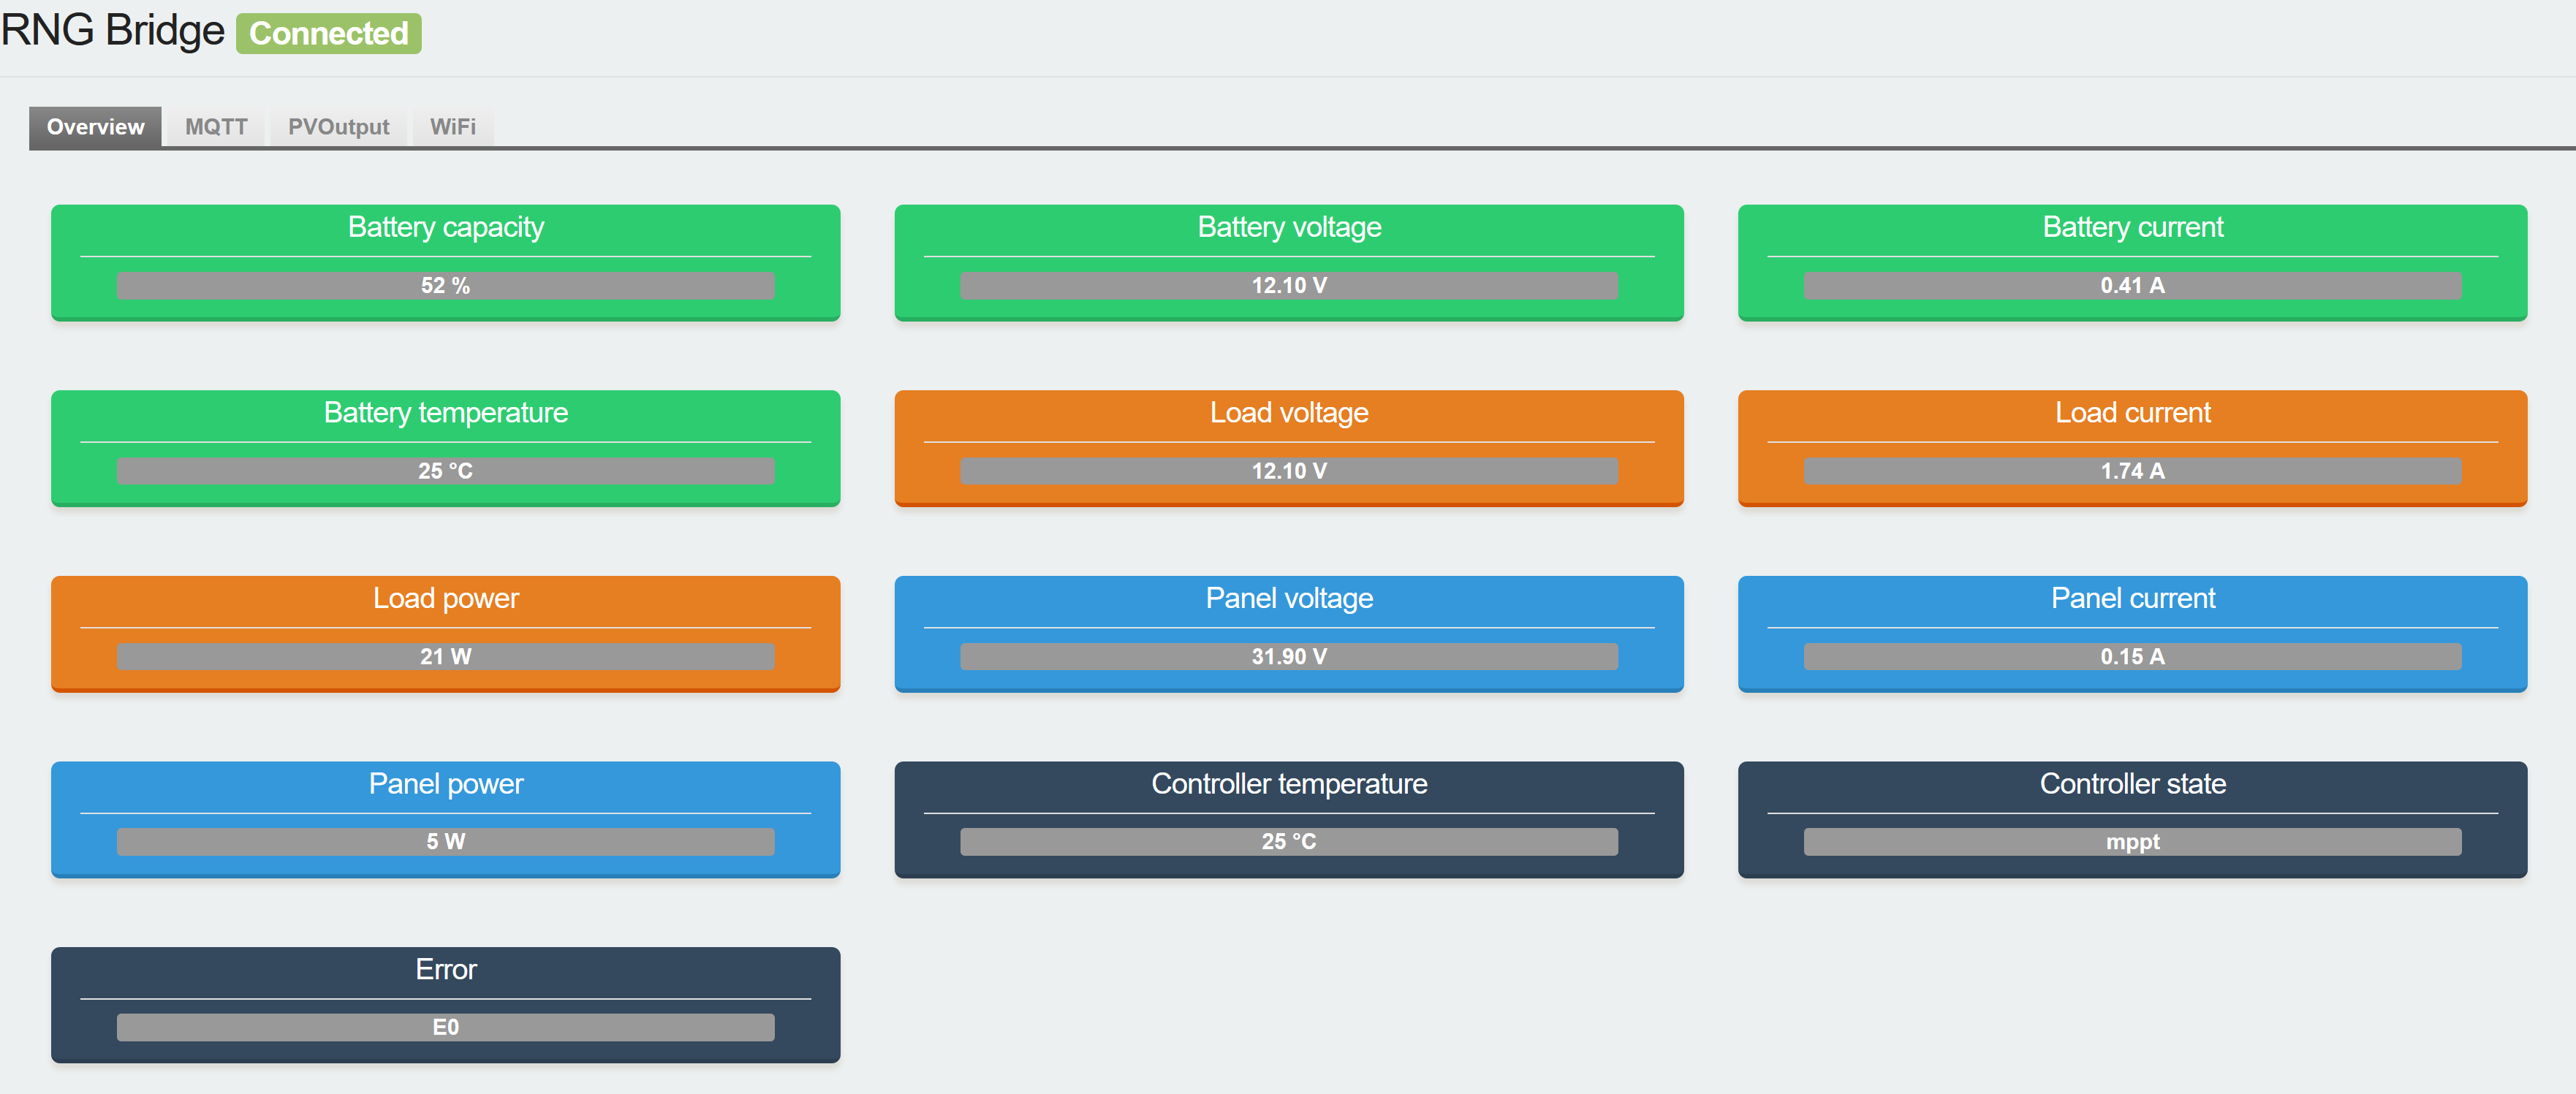 RNG Bridge Connected
Overview MQTT PVOutput WiFi
Battery capacity
52 %
Battery voltage
12.10 V
Battery current
0.41 A
Battery temperature
25 °C
Load voltage
12.10 V
Load current
1.74 A
Load power
21 W
Panel voltage
31.90 V
Panel current
0.15 A
Panel power
5 W
Controller temperature
25 °C
Controller state
mppt
Error
E0